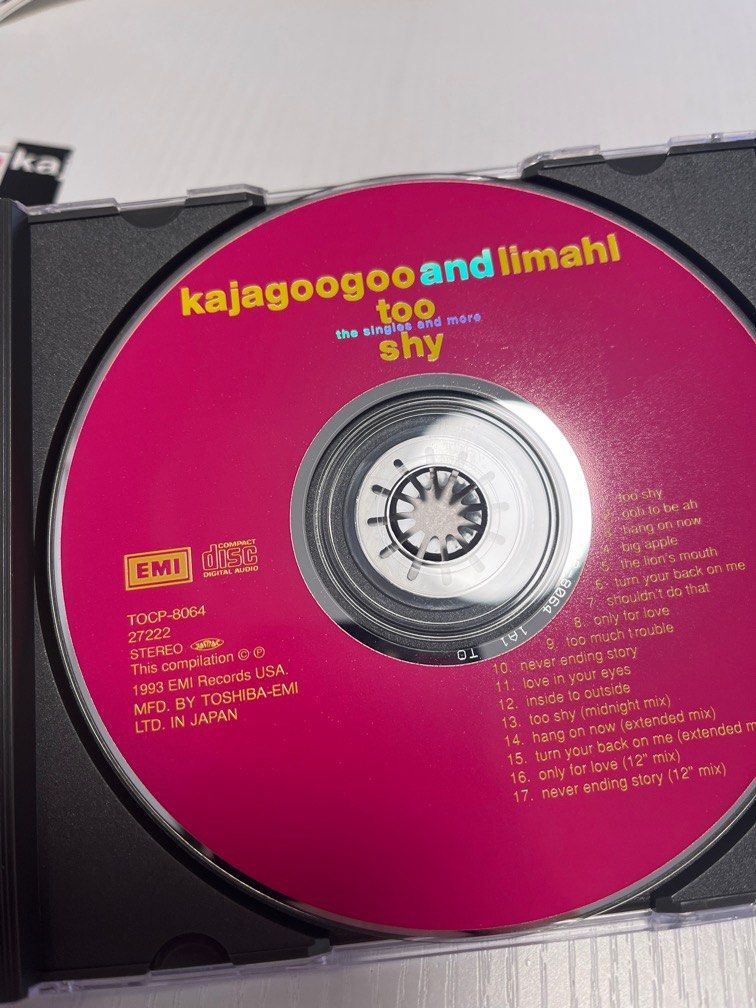 ka
kajagoogoo and limahl
too
the singles and more
shy
EMI
COMPACT
disc
DIGITAL AUDIO
TOCP-8064
27222
STEREO
This compilation © ℗
1993 EMI Records USA.
MFD. BY TOSHIBA-EMI
LTD. IN JAPAN
too shy
ooh to be ah
hang on now
4. big apple
5. the lion's mouth
6. turn your back on me
7. shouldn't do that
8. only for love
9. too much trouble
10. never ending story
11. love in your eyes
12. inside to outside
13. too shy (midnight mix)
14. hang on now (extended mix)
15. turn your back on me (extended m
16. only for love (12" mix)
17. never ending story (12" mix)
-8064 1A1 TO